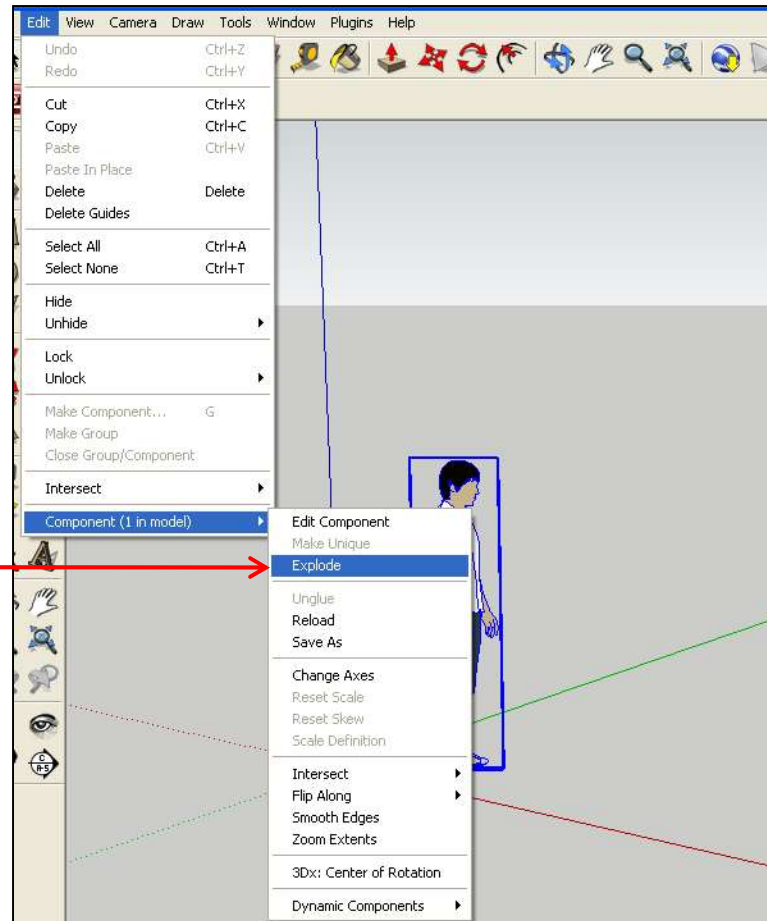 Edit View Camera Draw Tools Window Plugins Help
Undo Ctrl+Z
Redo Ctrl+Y
Cut Ctrl+X
Copy Ctrl+C
Paste Ctrl+V
Paste In Place
Delete Delete
Delete Guides
Select All Ctrl+A
Select None Ctrl+T
Hide
Unhide
Lock
Unlock
Make Component... G
Make Group
Close Group/Component
Intersect
Component (1 in model)
Edit Component
Make Unique
Explode
Unglue
Reload
Save As
Change Axes
Reset Scale
Reset Skew
Scale Definition
Intersect
Flip Along
Smooth Edges
Zoom Extents
3Dx: Center of Rotation
Dynamic Components
A
C
A-5